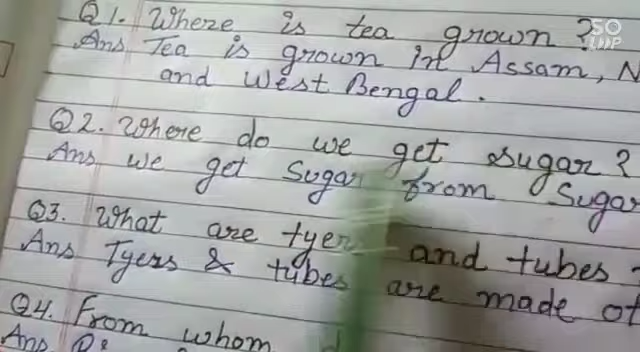 Q1. Where is tea grown?
Ans Tea is grown in Assam, N
and West Bengal.
Q2. Where do we get sugar?
Ans we get Sugar from Sugar
Q3. What are tyer and tubes
Ans Tyers & tubes are made of
Q4. From whom
Ans